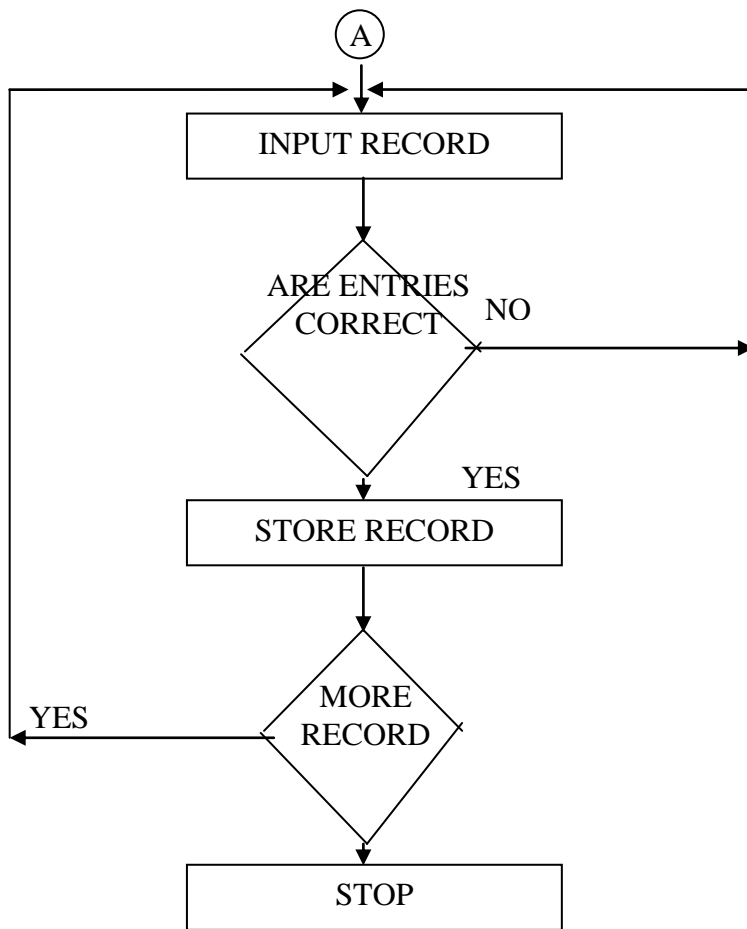 A
INPUT RECORD
ARE ENTRIES
CORRECT
NO
YES
STORE RECORD
MORE
RECORD
YES
STOP